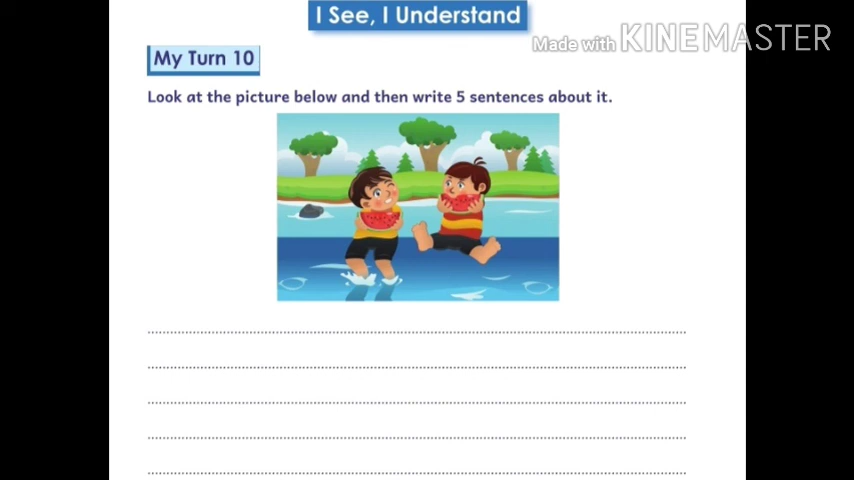 I See, I Understand
Made with KINEMASTER
My Turn 10
Look at the picture below and then write 5 sentences about it.